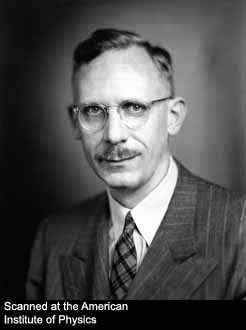 Scanned at the American
Institute of Physics